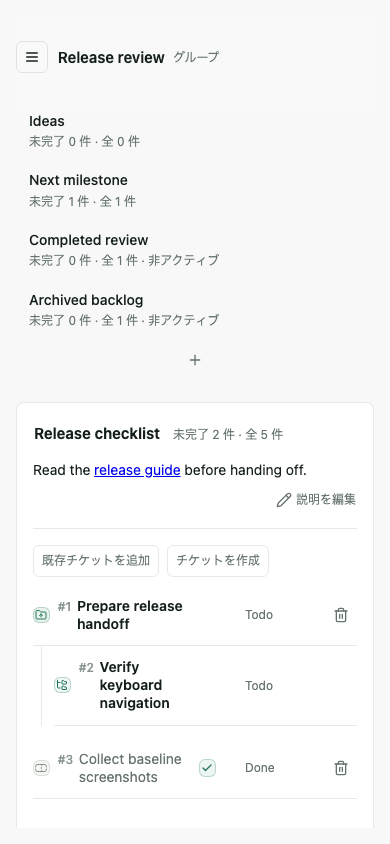 Release review グループ
Ideas
未完了 0 件 · 全 0 件
Next milestone
未完了 1 件 · 全 1 件
Completed review
未完了 0 件 · 全 1 件 · 非アクティブ
Archived backlog
未完了 0 件 · 全 1 件 · 非アクティブ
Release checklist 未完了 2 件 · 全 5 件
Read the release guide before handing off.
説明を編集
既存チケットを追加 チケットを作成
#1 Prepare release Todo
handoff
#2 Verify
keyboard Todo
navigation
#3 Collect baseline Done
screenshots